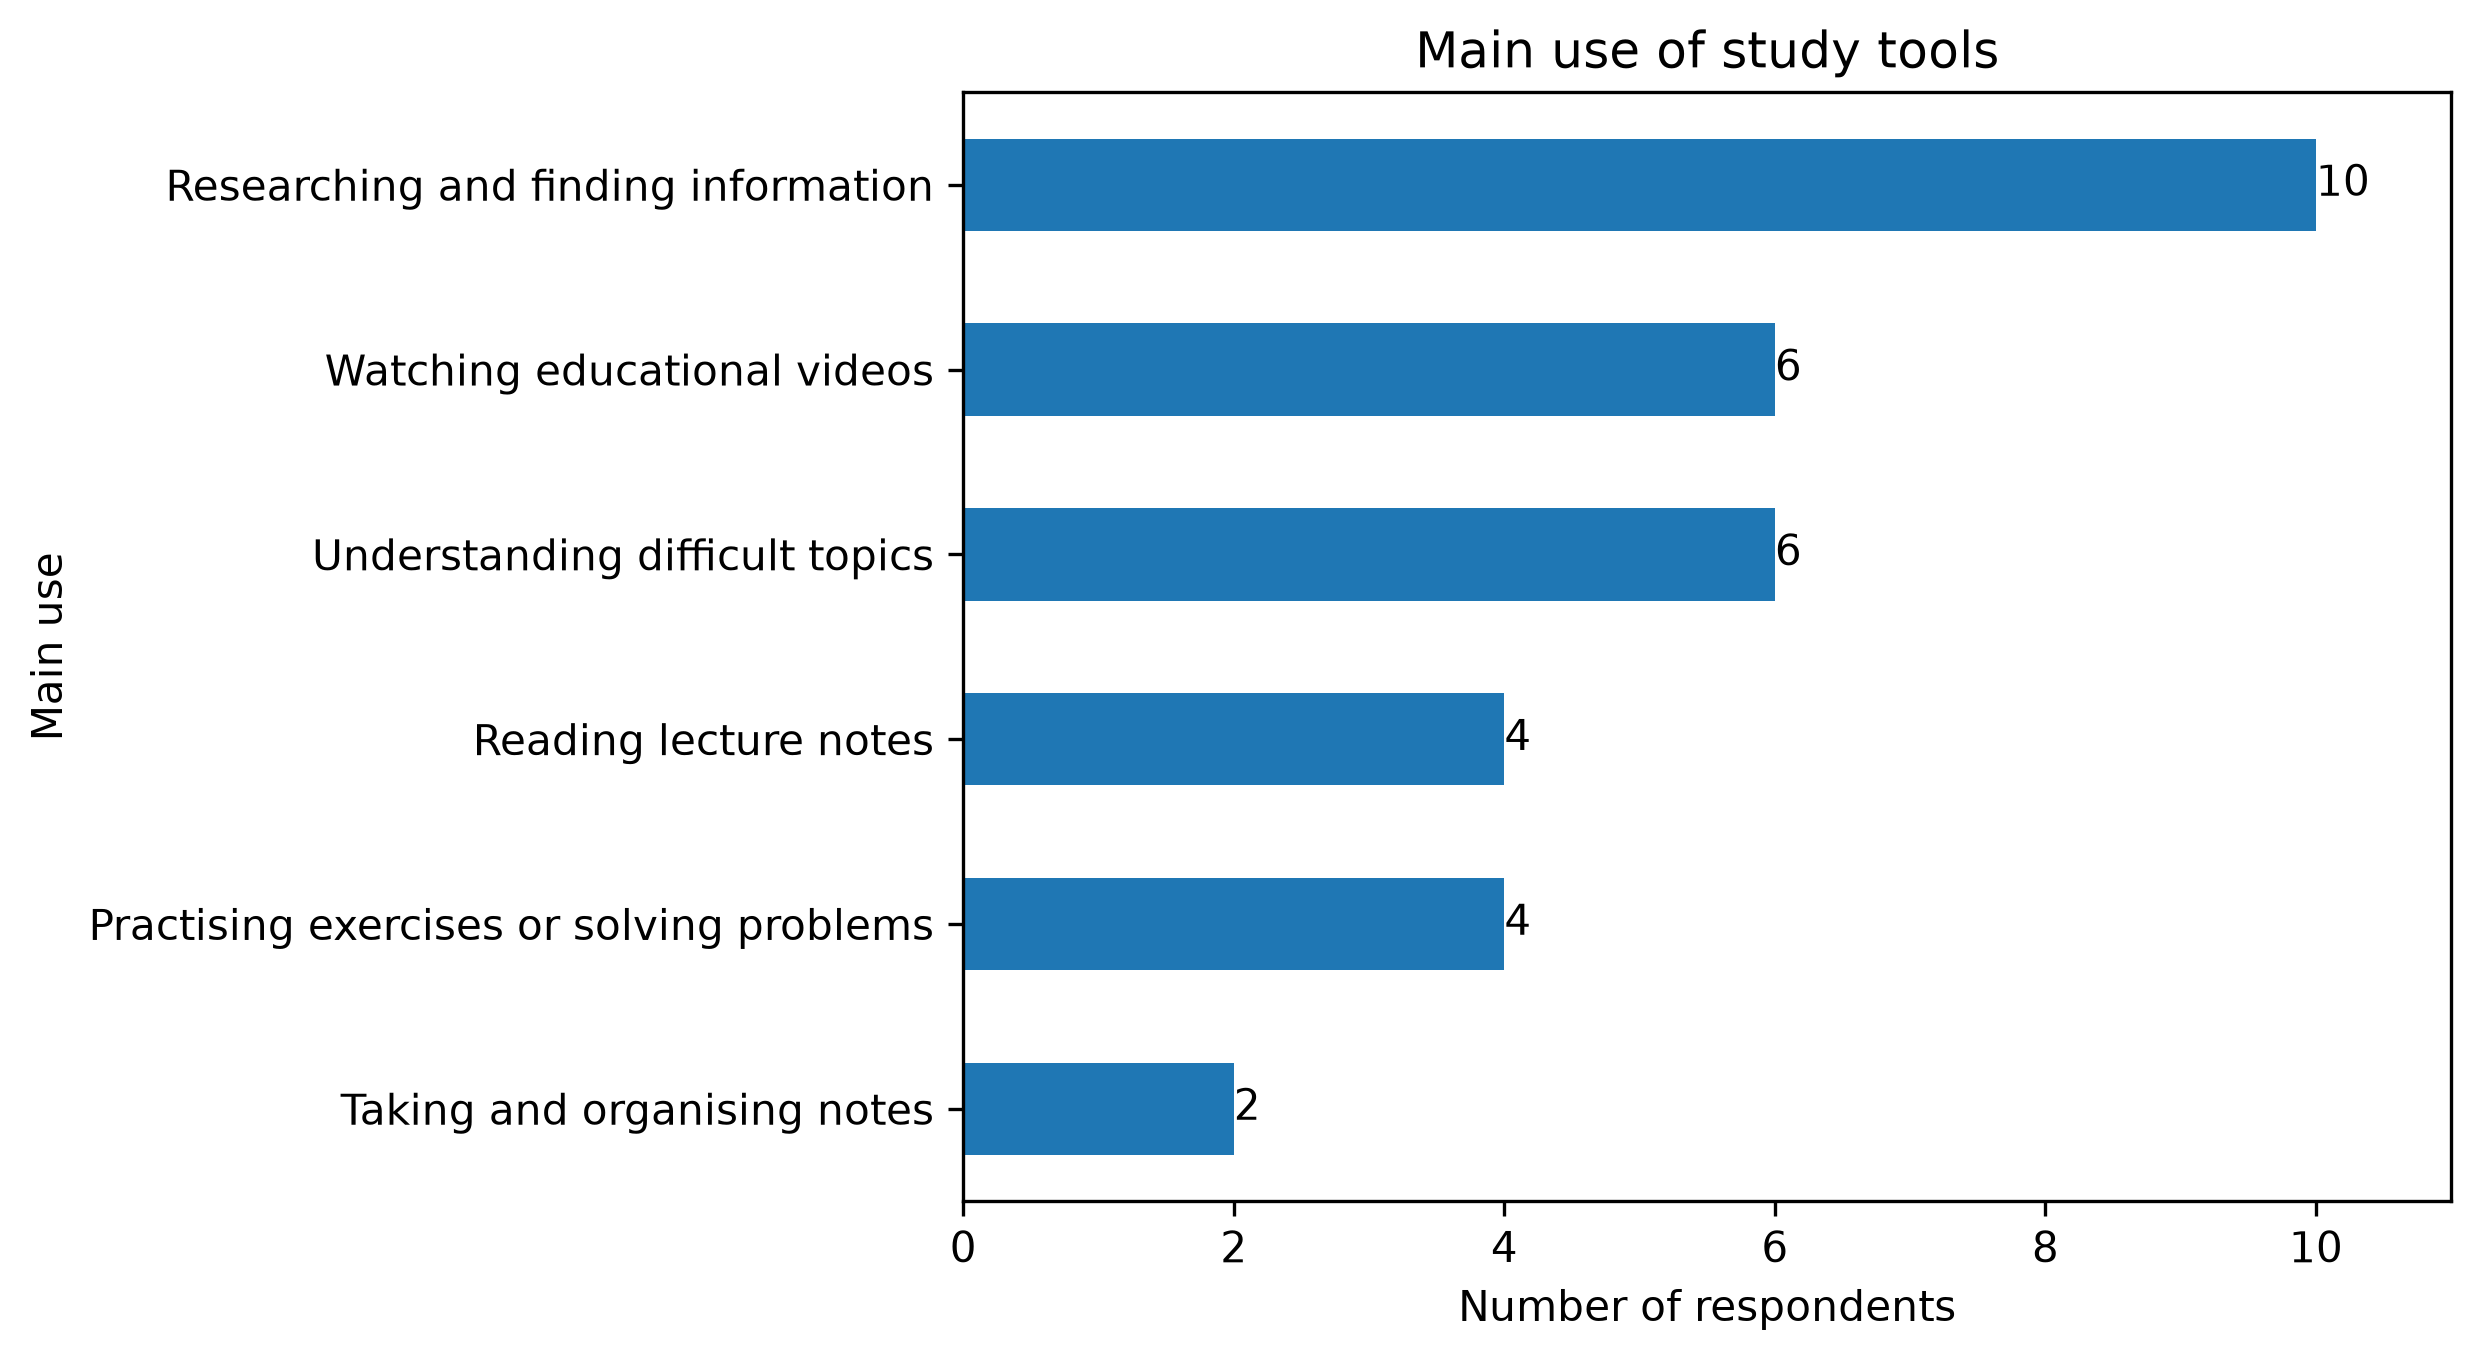 Main use of study tools
Researching and finding information
10
Watching educational videos
6
Understanding difficult topics
6
Main use
Reading lecture notes
4
Practising exercises or solving problems
4
Taking and organising notes
2
0 2 4 6 8 10
Number of respondents